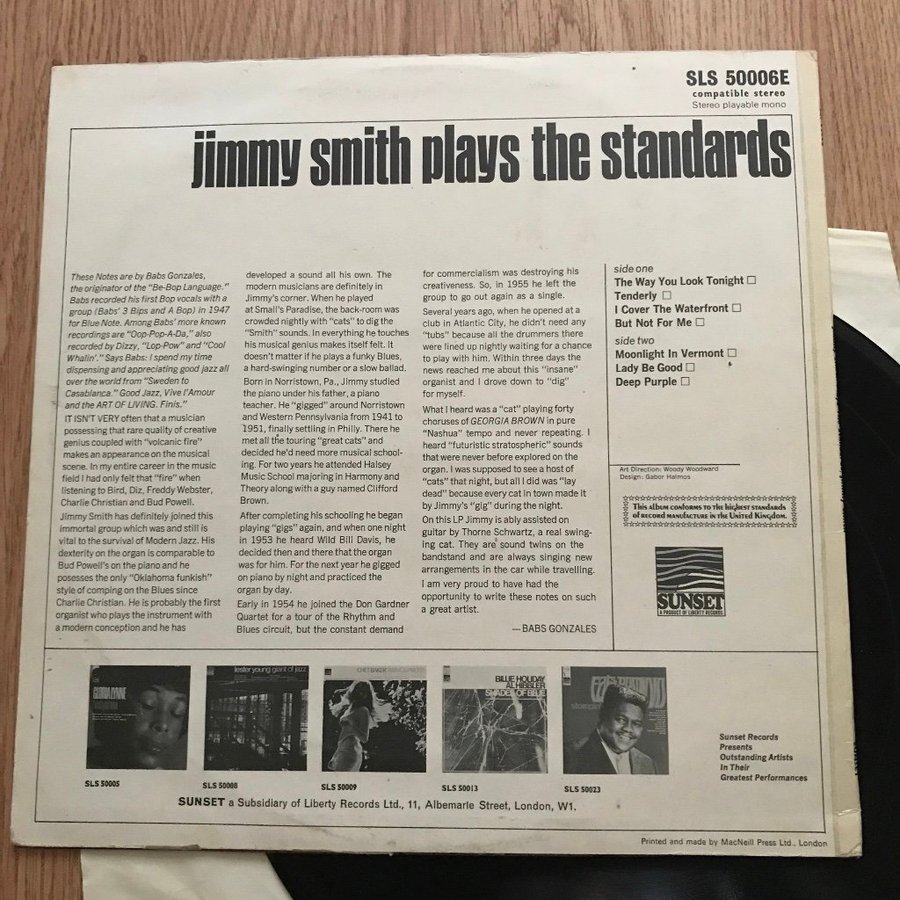 SLS 50006E
compatible stereo
Stereo playable mono
jimmy smith plays the standards
These Notes are by Babs Gonzales,
the originator of the "Be-Bop Language."
Babs recorded his first Bop vocals with a
group (Babs' 3 Bips and A Bop) in 1947
for Blue Note. Among Babs' more known
recordings are "Oop-Pop-A-Da," also
recorded by Dizzy, "Lop-Pow" and "Cool
Whalin'." Says Babs: I spend my time
dispensing and appreciating good jazz all
over the world from "Sweden to
Casablanca." Good Jazz, Vive l'Amour
and the ART OF LIVING. Finis."
IT ISN'T VERY often that a musician
possessing that rare quality of creative
genius coupled with "volcanic fire"
makes an appearance on the musical
scene. In my entire career in the music
field I had only felt that "fire" when
listening to Bird, Diz, Freddy Webster,
Charlie Christian and Bud Powell.
Jimmy Smith has definitely joined this
immortal group which was and still is
vital to the survival of Modern Jazz. His
dexterity on the organ is comparable to
Bud Powell's on the piano and he
posesses the only "Oklahoma funkish"
style of comping on the Blues since
Charlie Christian. He is probably the first
organist who plays the instrument with
a modern conception and he has
developed a sound all his own. The
modern musicians are definitely in
Jimmy's corner. When he played
at Small's Paradise, the back-room was
crowded nightly with "cats" to dig the
"Smith" sounds. In everything he touches
his musical genius makes itself felt. It
doesn't matter if he plays a funky Blues,
a hard-swinging number or a slow ballad.
Born in Norristown, Pa., Jimmy studied
the piano under his father, a piano
teacher. He "gigged" around Norristown
and Western Pennsylvania from 1941 to
1951, finally settling in Philly. There he
met all the touring "great cats" and
decided he'd need more musical school-
ing. For two years he attended Halsey
Music School majoring in Harmony and
Theory along with a guy named Clifford
Brown.
After completing his schooling he began
playing "gigs" again, and when one night
in 1953 he heard Wild Bill Davis, he
decided then and there that the organ
was for him. For the next year he gigged
on piano by night and practiced the
organ by day.
Early in 1954 he joined the Don Gardner
Quartet for a tour of the Rhythm and
Blues circuit, but the constant demand
for commercialism was destroying his
creativeness. So, in 1955 he left the
group to go out again as a single.
Several years ago, when he opened at a
club in Atlantic City, he didn't need any
"tubs" because all the drummers there
were lined up nightly waiting for a chance
to play with him. Within three days the
news reached me about this "insane"
organist and I drove down to "dig"
for myself.
What I heard was a "cat" playing forty
choruses of GEORGIA BROWN in pure
"Nashua" tempo and never repeating. I
heard "futuristic stratospheric" sounds
that were never before explored on the
organ. I was supposed to see a host of
"cats" that night, but all I did was "lay
dead" because every cat in town made it
by Jimmy's "gig" during the night.
On this LP Jimmy is ably assisted on
guitar by Thorne Schwartz, a real swing-
ing cat. They are sound twins on the
bandstand and are always singing new
arrangements in the car while travelling.
I am very proud to have had the
opportunity to write these notes on such
a great artist.
— BABS GONZALES
side one
The Way You Look Tonight
Tenderly
I Cover The Waterfront
But Not For Me
side two
Moonlight In Vermont
Lady Be Good
Deep Purple
Art Direction: Woody Woodward
Design: Gabor Halmos
This album conforms to the highest standards
of record manufacture in the United Kingdom.
SUNSET
A PRODUCT OF LIBERTY RECORDS
GLORIA LYNNE
lester young giant of jazz
CHET BAKER
BILLIE HOLIDAY
AL HIBBLER
SHADES OF BLUE
SLS 50005
SLS 50008
SLS 50009
SLS 50013
SLS 50023
Sunset Records
Presents
Outstanding Artists
In Their
Greatest Performances
SUNSET a Subsidiary of Liberty Records Ltd., 11, Albemarle Street, London, W1.
Printed and made by MacNeill Press Ltd., London